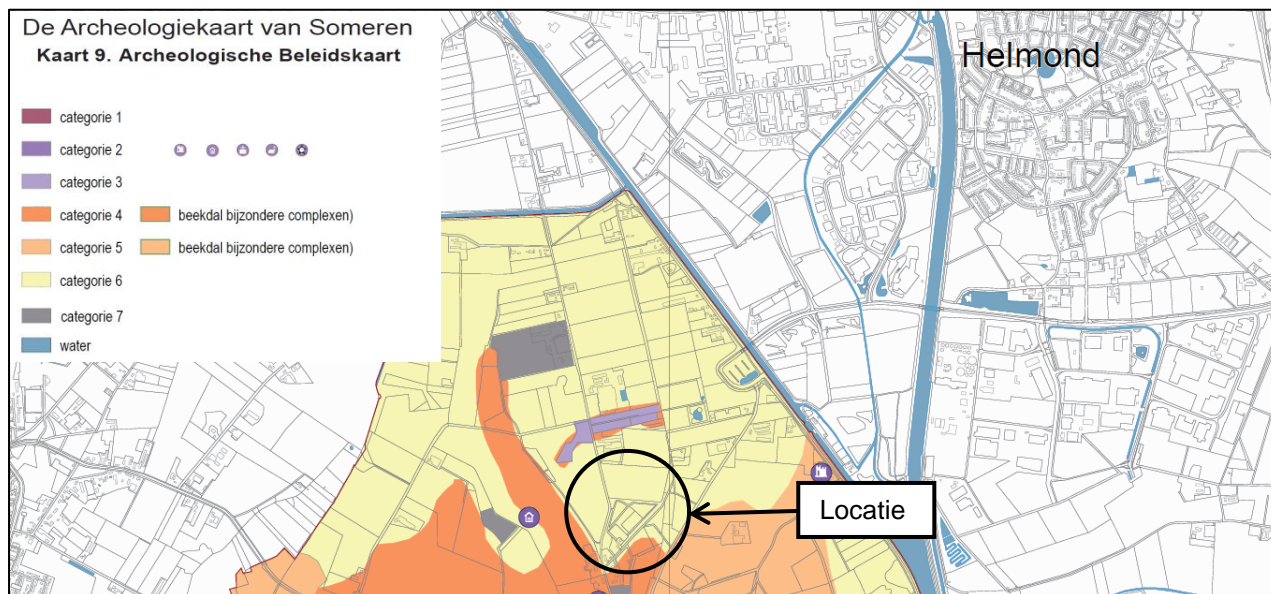 De Archeologiekaart van Someren
Kaart 9. Archeologische Beleidskaart
categorie 1
categorie 2
categorie 3
categorie 4 beekdal bijzondere complexen)
categorie 5 beekdal bijzondere complexen)
categorie 6
categorie 7
water
Helmond
Locatie